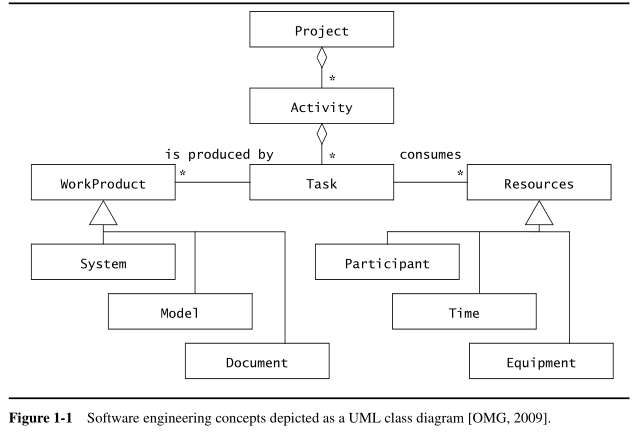 Project
*
Activity
is produced by
*
consumes
*
*
WorkProduct
Task
Resources
System
Participant
Model
Time
Document
Equipment
Figure 1-1 Software engineering concepts depicted as a UML class diagram [OMG, 2009].